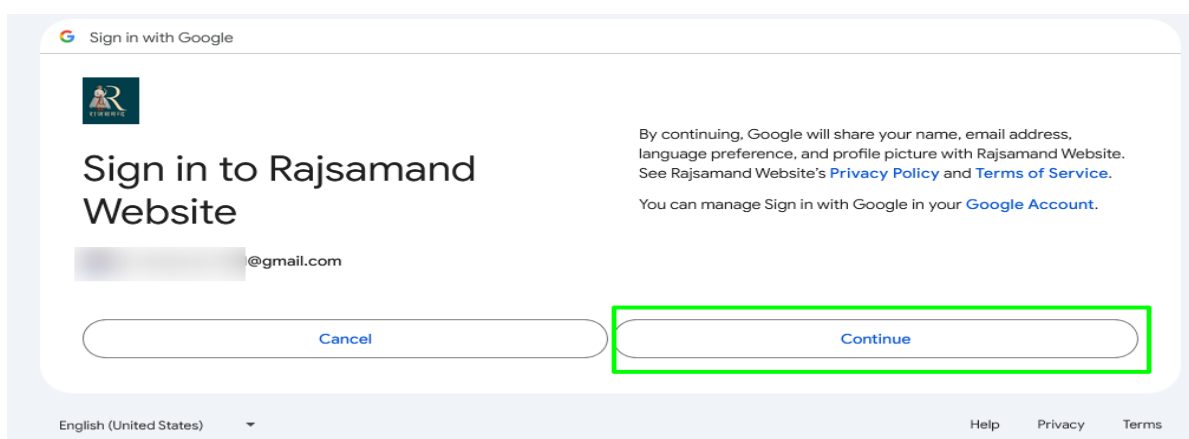 Sign in with Google
R
राजसमन्द
Sign in to Rajsamand
Website
@gmail.com
By continuing, Google will share your name, email address,
language preference, and profile picture with Rajsamand Website.
See Rajsamand Website's Privacy Policy and Terms of Service.
You can manage Sign in with Google in your Google Account.
Cancel
Continue
English (United States)
Help
Privacy
Terms